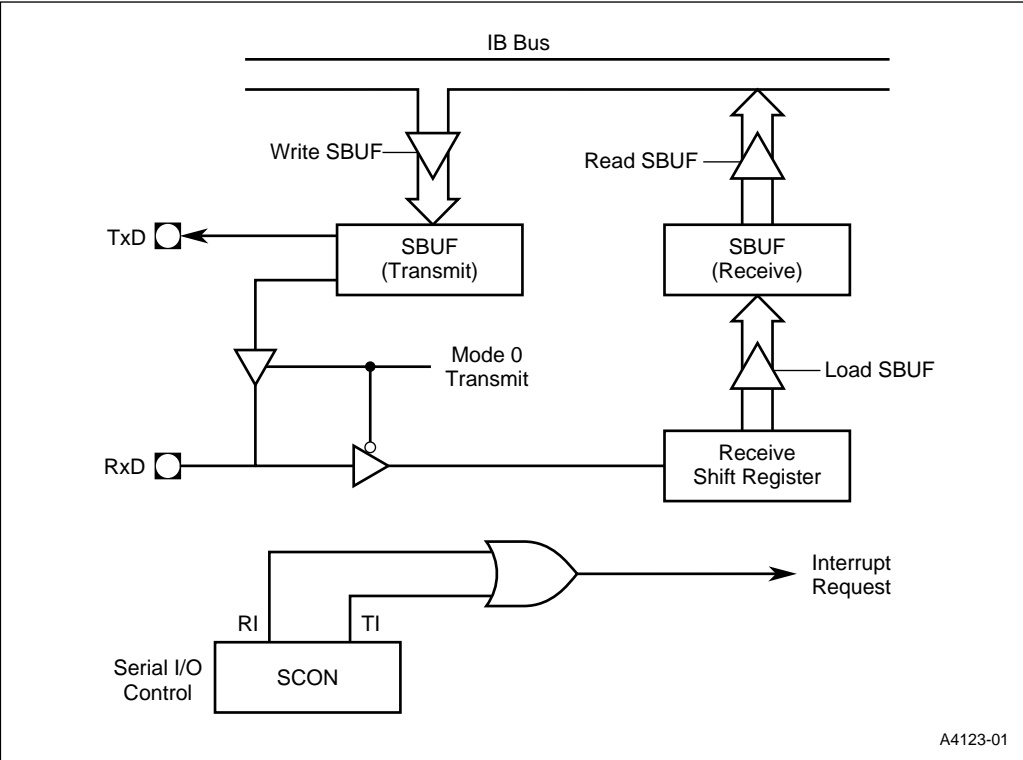 IB Bus
Write SBUF
Read SBUF
TxD
SBUF
(Transmit)
SBUF
(Receive)
Mode 0
Transmit
Load SBUF
RxD
Receive
Shift Register
Interrupt
Request
RI
TI
Serial I/O
Control
SCON
A4123-01